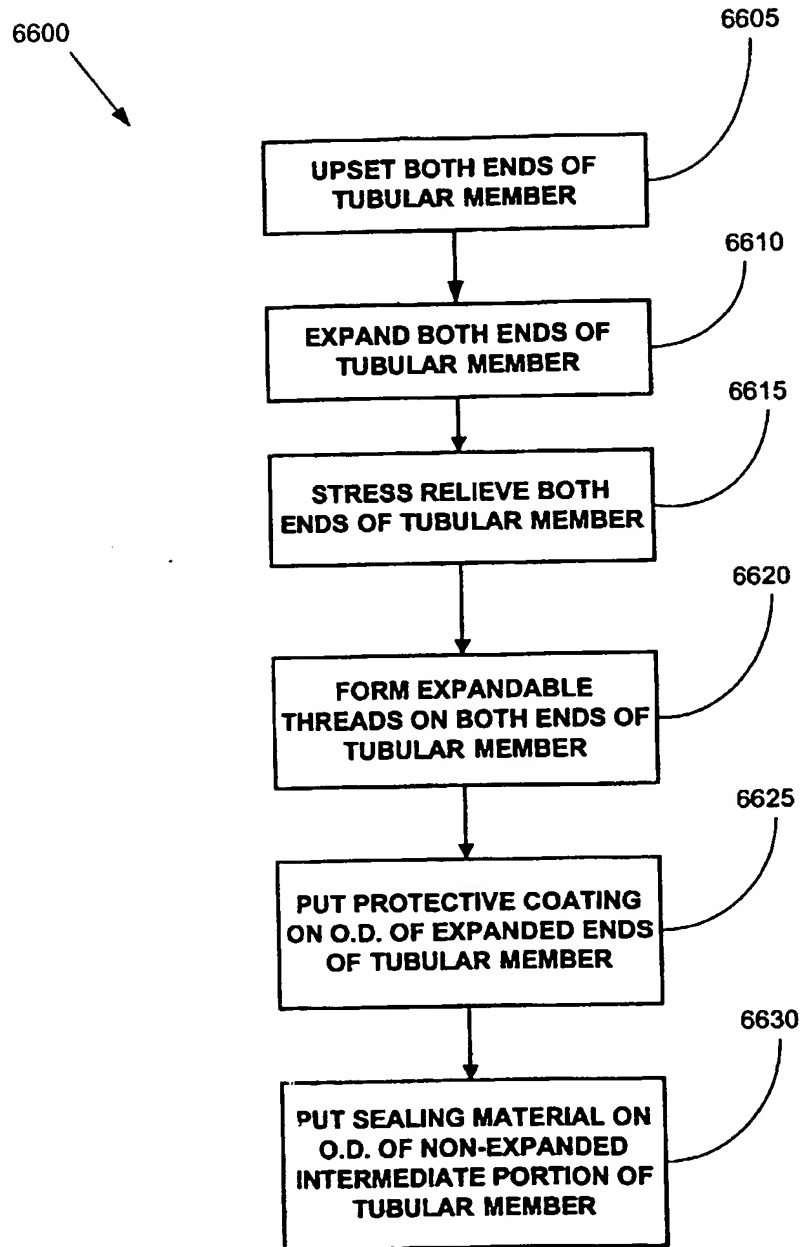 6600
6605
UPSET BOTH ENDS OF
TUBULAR MEMBER
6610
EXPAND BOTH ENDS OF
TUBULAR MEMBER
6615
STRESS RELIEVE BOTH
ENDS OF TUBULAR MEMBER
6620
FORM EXPANDABLE
THREADS ON BOTH ENDS OF
TUBULAR MEMBER
6625
PUT PROTECTIVE COATING
ON O.D. OF EXPANDED ENDS
OF TUBULAR MEMBER
6630
PUT SEALING MATERIAL ON
O.D. OF NON-EXPANDED
INTERMEDIATE PORTION OF
TUBULAR MEMBER